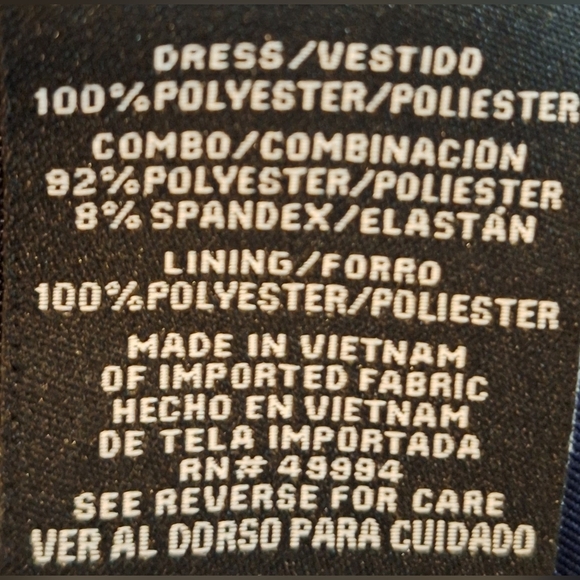 DRESS/VESTIDO
100%POLYESTER/POLIESTER
COMBO/COMBINACIÓN
92%POLYESTER/POLIESTER
8% SPANDEX/ELASTÁN
LINING/FORRO
100%POLYESTER/POLIESTER
MADE IN VIETNAM
OF IMPORTED FABRIC
HECHO EN VIETNAM
DE TELA IMPORTADA
RN# 49994
SEE REVERSE FOR CARE
VER AL DORSO PARA CUIDADO